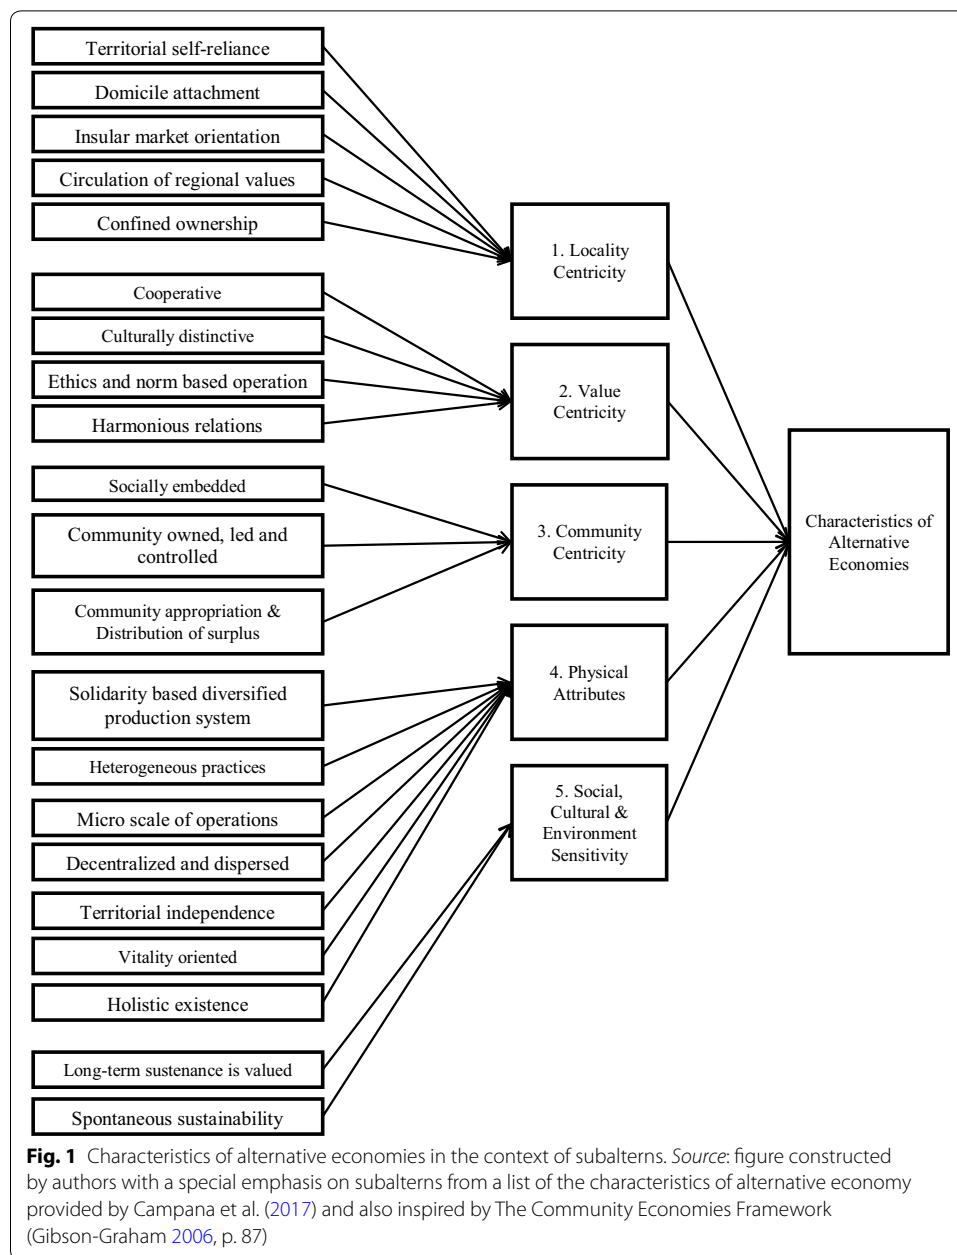 Territorial self-reliance
Domicile attachment
Insular market orientation
Circulation of regional values
Confined ownership
Cooperative
Culturally distinctive
Ethics and norm based operation
Harmonious relations
Socially embedded
Community owned, led and
controlled
Community appropriation &
Distribution of surplus
Solidarity based diversified
production system
Heterogeneous practices
Micro scale of operations
Decentralized and dispersed
Territorial independence
Vitality oriented
Holistic existence
Long-term sustenance is valued
Spontaneous sustainability
1. Locality
Centricity
2. Value
Centricity
3. Community
Centricity
4. Physical
Attributes
5. Social,
Cultural &
Environment
Sensitivity
Characteristics of
Alternative
Economies
Fig. 1 Characteristics of alternative economies in the context of subalterns. Source: figure constructed
by authors with a special emphasis on subalterns from a list of the characteristics of alternative economy
provided by Campana et al. (2017) and also inspired by The Community Economies Framework
(Gibson-Graham 2006, p. 87)